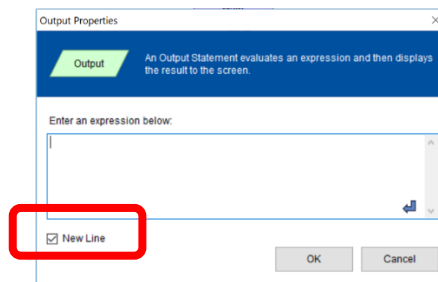 Output Properties
Output
An Output Statement evaluates an expression and then displays
the result to the screen.
Enter an expression below:
New Line
OK
Cancel